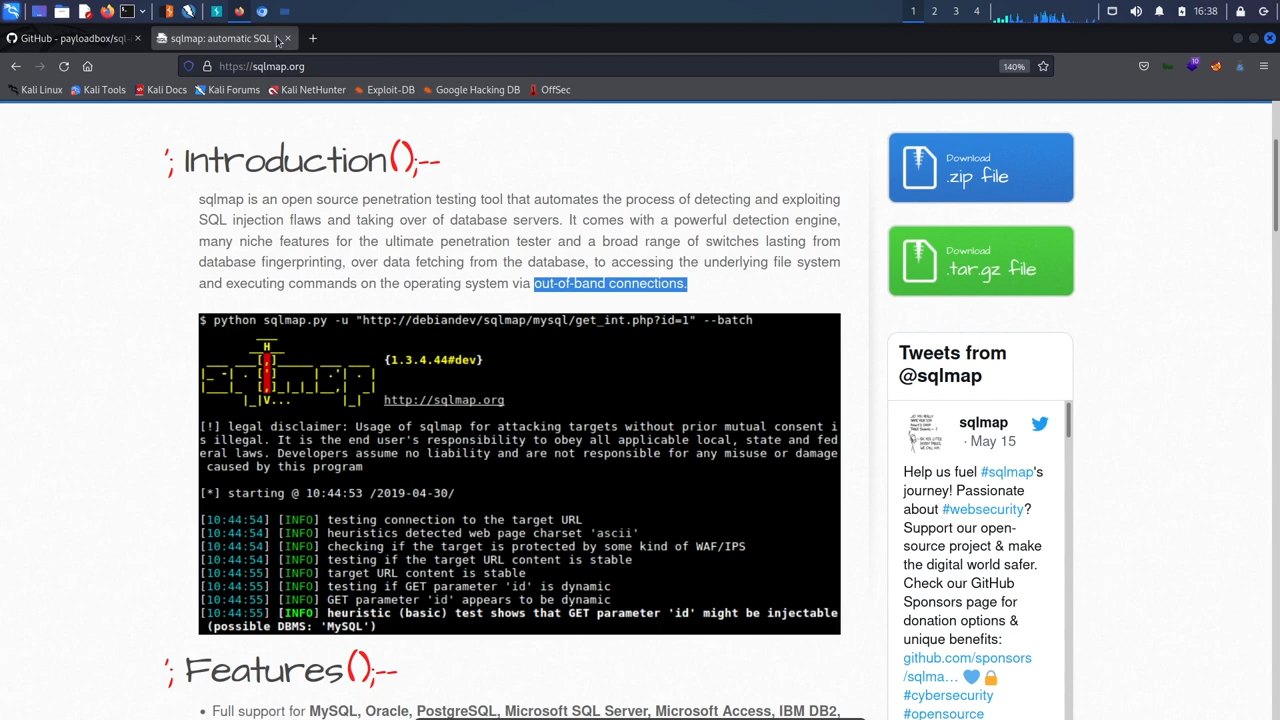 1 2 3 4 16:38
GitHub - payloadbox/sql-
sqlmap: automatic SQL i
https://sqlmap.org 140% 10
Kali Linux Kali Tools Kali Docs Kali Forums Kali NetHunter Exploit-DB Google Hacking DB OffSec
'; Introduction();--
sqlmap is an open source penetration testing tool that automates the process of detecting and exploiting
SQL injection flaws and taking over of database servers. It comes with a powerful detection engine,
many niche features for the ultimate penetration tester and a broad range of switches lasting from
database fingerprinting, over data fetching from the database, to accessing the underlying file system
and executing commands on the operating system via out-of-band connections.
$ python sqlmap.py -u "http://debiandev/sqlmap/mysql/get_int.php?id=1" --batch
{1.3.4.44#dev}
http://sqlmap.org
[!] legal disclaimer: Usage of sqlmap for attacking targets without prior mutual consent i
s illegal. It is the end user's responsibility to obey all applicable local, state and fed
eral laws. Developers assume no liability and are not responsible for any misuse or damage
caused by this program
[*] starting @ 10:44:53 /2019-04-30/
[10:44:54] [INFO] testing connection to the target URL
[10:44:54] [INFO] heuristics detected web page charset 'ascii'
[10:44:54] [INFO] checking if the target is protected by some kind of WAF/IPS
[10:44:54] [INFO] testing if the target URL content is stable
[10:44:55] [INFO] target URL content is stable
[10:44:55] [INFO] testing if GET parameter 'id' is dynamic
[10:44:55] [INFO] GET parameter 'id' appears to be dynamic
[10:44:55] [INFO] heuristic (basic) test shows that GET parameter 'id' might be injectable
(possible DBMS: 'MySQL')
'; Features();--
• Full support for MySQL, Oracle, PostgreSQL, Microsoft SQL Server, Microsoft Access, IBM DB2,
Download
.zip file
Download
.tar.gz file
Tweets from
@sqlmap
sqlmap
· May 15
Help us fuel #sqlmap's
journey! Passionate
about #websecurity?
Support our open-
source project & make
the digital world safer.
Check our GitHub
Sponsors page for
donation options &
unique benefits:
github.com/sponsors
/sqlma…
#cybersecurity
#opensource